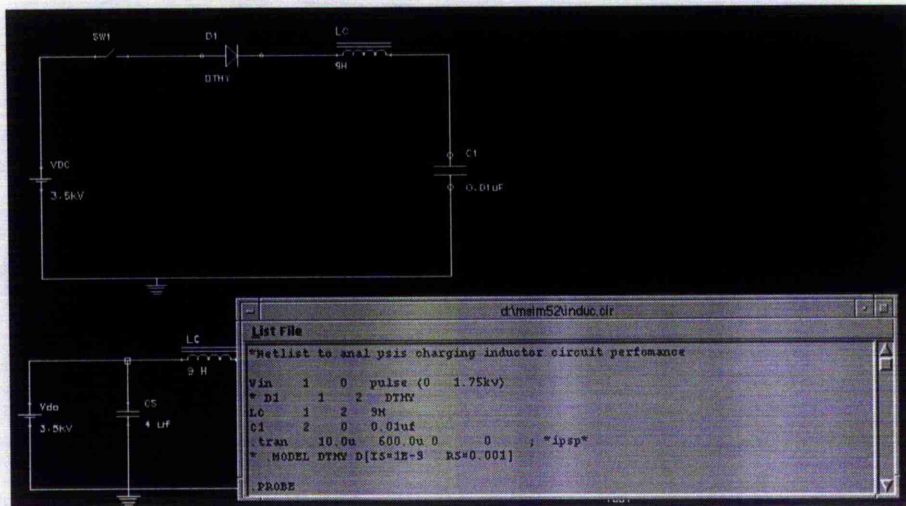 SW1 D1 LC
DTHY 9H
VDC
3.5kV
C1
0.01uF
d:\msim52\induc.cir
List File
*Netlist to anal ysis charging inductor circuit perfomance
Vin 1 0 pulse (0 1.75kv)
* D1 1 2 DTHY
LC 1 2 9H
C1 2 0 0.01uf
.tran 10.0u 600.0u 0 0 ; *ipsp*
* .MODEL DTHY D[IS=1E-9 RS=0.001]
.PROBE
LC
9 H
Vdc
3.5kV
CS
4 uf